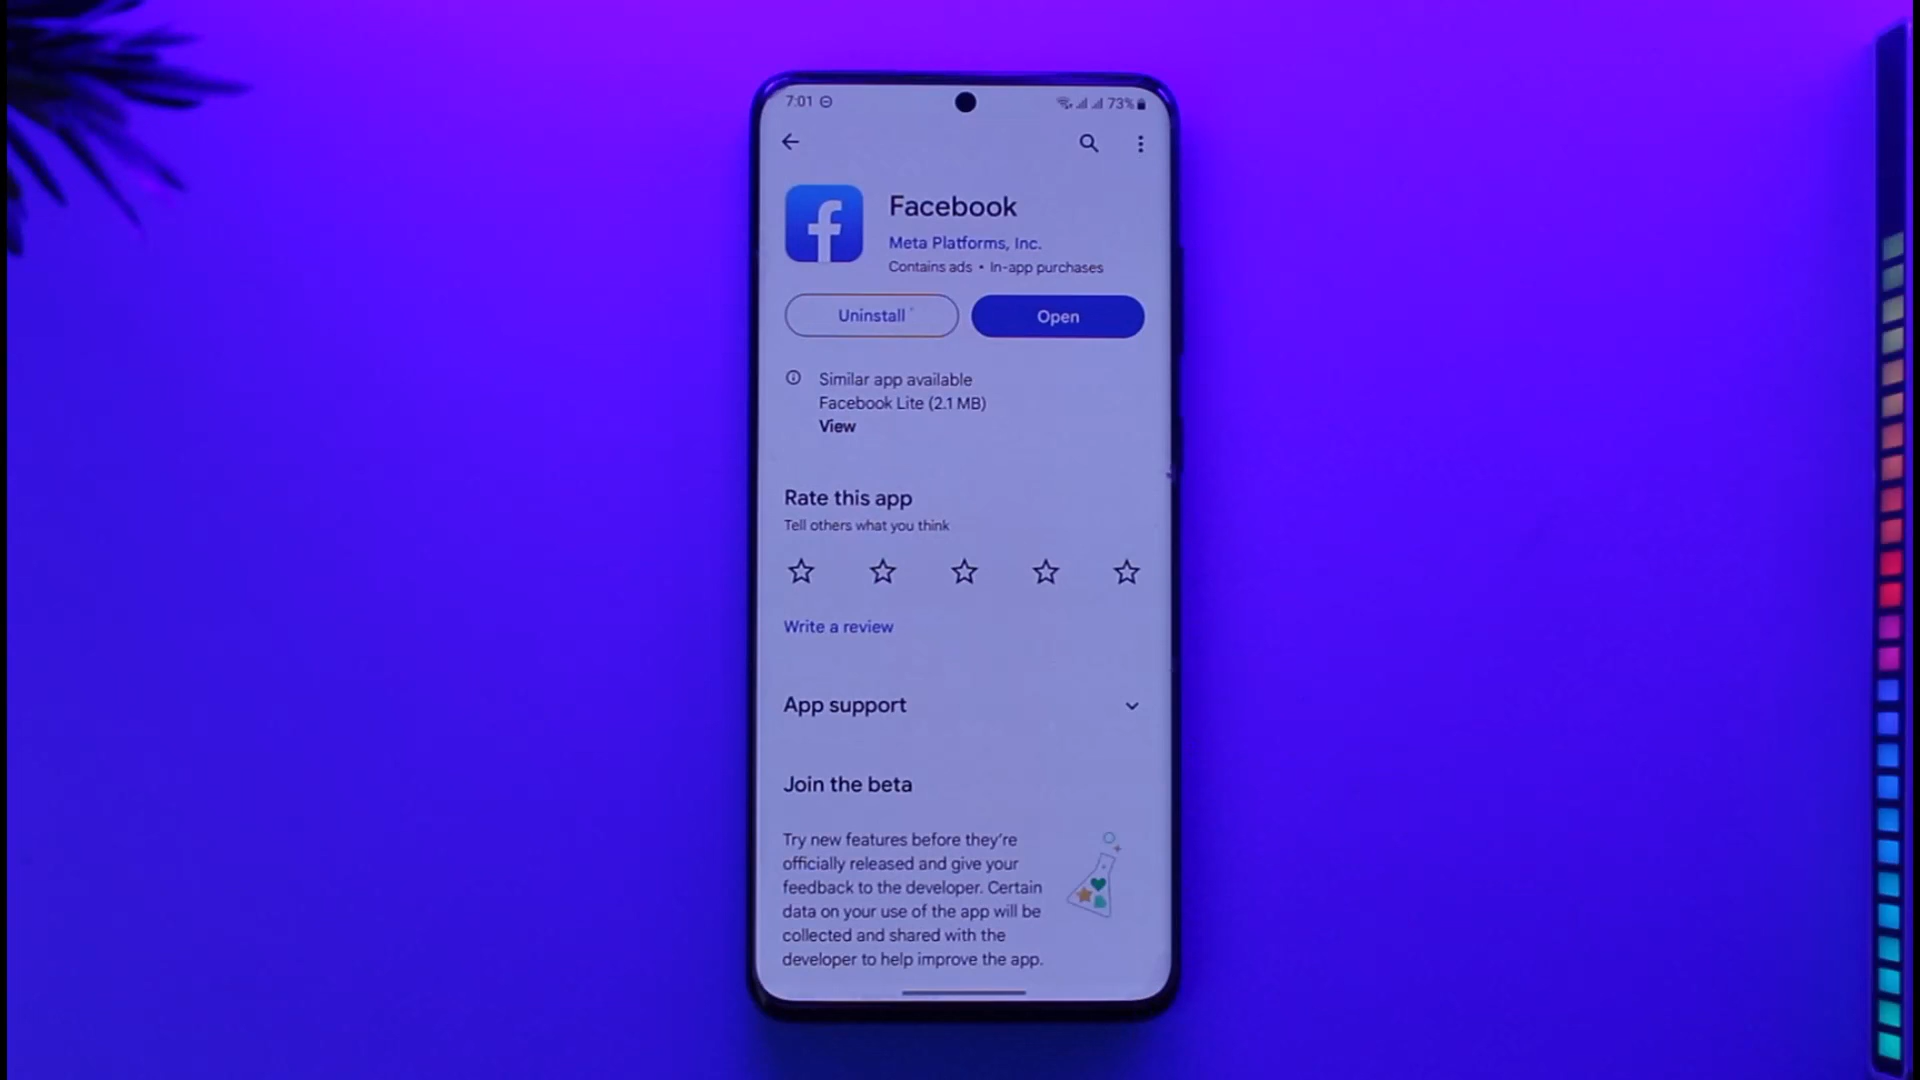 7:01
73%
Facebook
Meta Platforms, Inc.
Contains ads • In-app purchases
Uninstall
Open
Similar app available
Facebook Lite (2.1 MB)
View
Rate this app
Tell others what you think
Write a review
App support
Join the beta
Try new features before they're
officially released and give your
feedback to the developer. Certain
data on your use of the app will be
collected and shared with the
developer to help improve the app.